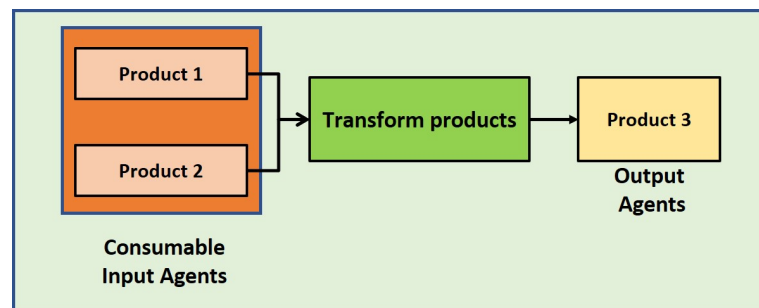 Product 1
Product 2
Consumable
Input Agents
Transform products
Product 3
Output
Agents